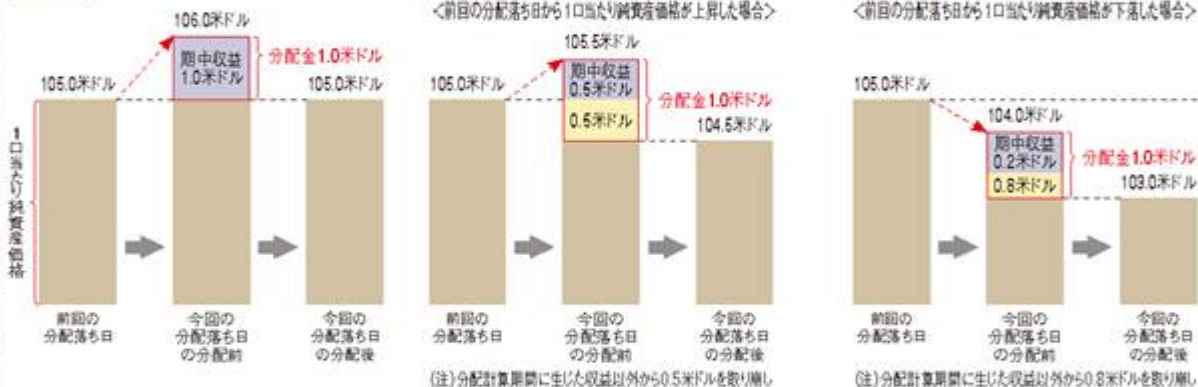 106.0米ドル
期中収益
1.0米ドル
分配金1.0米ドル
105.0米ドル
105.0米ドル
1口当たり純資産価格
前回の
分配落ち日
今回の
分配落ち日
の分配前
今回の
分配落ち日
の分配後
<前回の分配落ち日から1口当たり純資産価格が上昇した場合>
105.5米ドル
105.0米ドル
期中収益
0.5米ドル
0.5米ドル
分配金1.0米ドル
104.5米ドル
前回の
分配落ち日
今回の
分配落ち日
の分配前
今回の
分配落ち日
の分配後
(注)分配計算期間に生じた収益以外から0.5米ドルを取り崩し
<前回の分配落ち日から1口当たり純資産価格が下落した場合>
105.0米ドル
104.0米ドル
期中収益
0.2米ドル
0.8米ドル
分配金1.0米ドル
103.0米ドル
前回の
分配落ち日
今回の
分配落ち日
の分配前
今回の
分配落ち日
の分配後
(注)分配計算期間に生じた収益以外から0.8米ドルを取り崩し